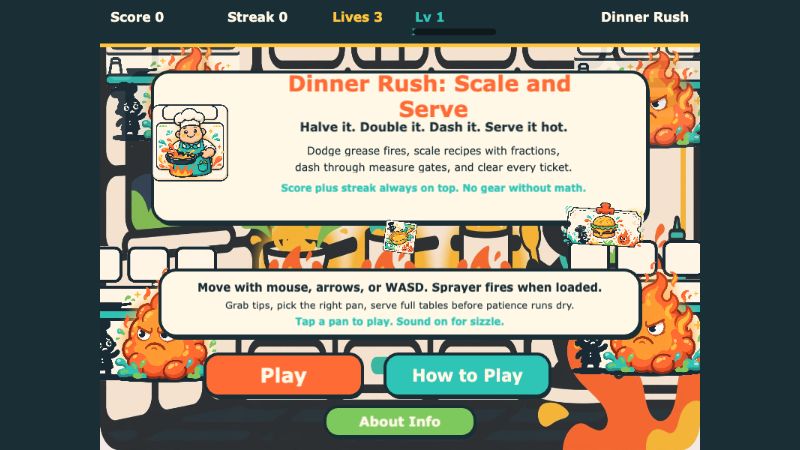 Score 0
Streak 0
Lives 3
Lv 1
Dinner Rush
Dinner Rush: Scale and
Serve
Halve it. Double it. Dash it. Serve it hot.
Dodge grease fires, scale recipes with fractions,
dash through measure gates, and clear every ticket.
Score plus streak always on top. No gear without math.
Move with mouse, arrows, or WASD. Sprayer fires when loaded.
Grab tips, pick the right pan, serve full tables before patience runs dry.
Tap a pan to play. Sound on for sizzle.
Play
How to Play
About Info